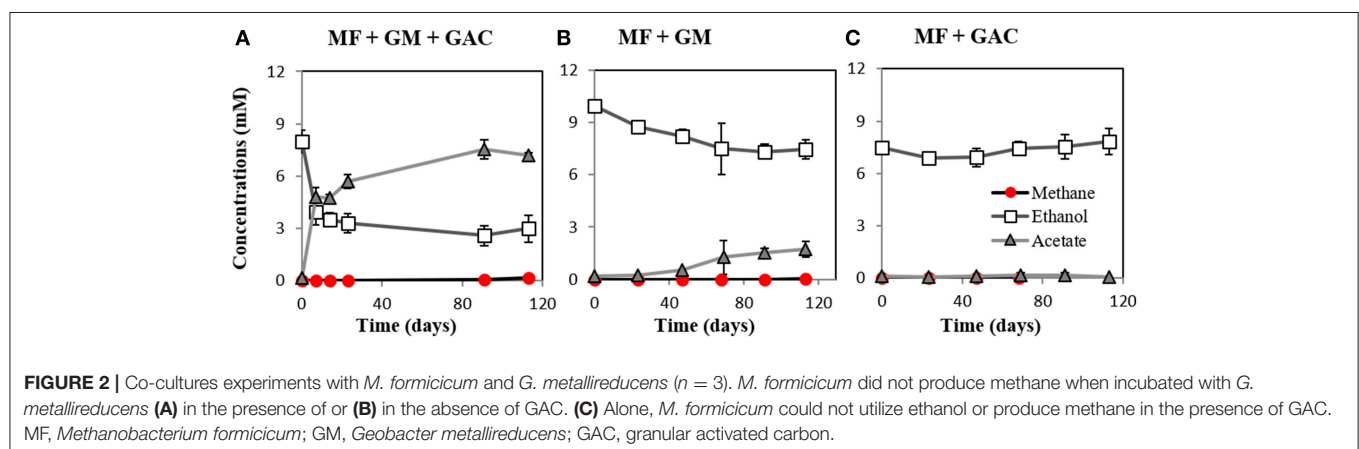 A MF + GM + GAC
B MF + GM
C MF + GAC
Concentrations (mM)
12
9
6
3
0
0 40 80 120
Time (days)
12
9
6
3
0
0 40 80 120
Time (days)
12
9
6
3
0
0 40 80 120
Time (days)
Methane
Ethanol
Acetate
FIGURE 2 | Co-cultures experiments with M. formicicum and G. metallireducens (n = 3). M. formicicum did not produce methane when incubated with G.
metallireducens (A) in the presence of or (B) in the absence of GAC. (C) Alone, M. formicicum could not utilize ethanol or produce methane in the presence of GAC.
MF, Methanobacterium formicicum; GM, Geobacter metallireducens; GAC, granular activated carbon.